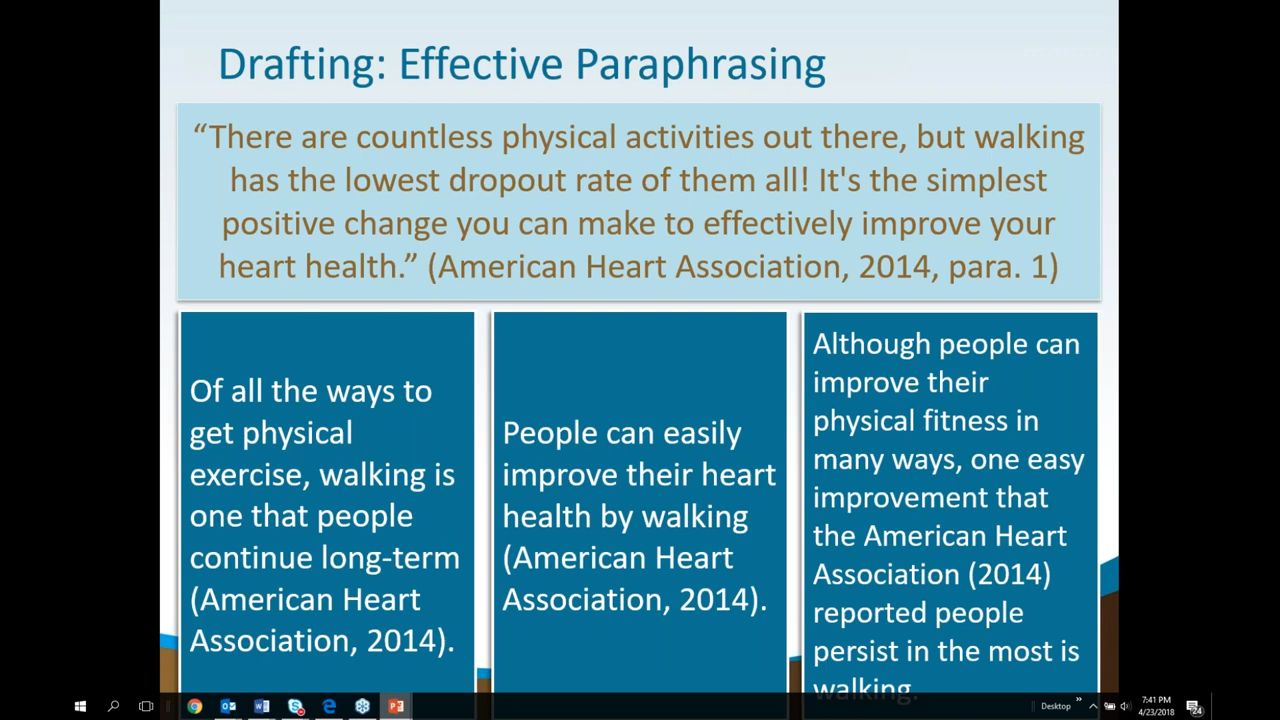 Drafting: Effective Paraphrasing
“There are countless physical activities out there, but walking
has the lowest dropout rate of them all! It's the simplest
positive change you can make to effectively improve your
heart health.” (American Heart Association, 2014, para. 1)
Of all the ways to
get physical
exercise, walking is
one that people
continue long-term
(American Heart
Association, 2014).
People can easily
improve their heart
health by walking
(American Heart
Association, 2014).
Although people can
improve their
physical fitness in
many ways, one easy
improvement that
the American Heart
Association (2014)
reported people
persist in the most is
walking.
Desktop
7:41 PM
4/23/2018
24